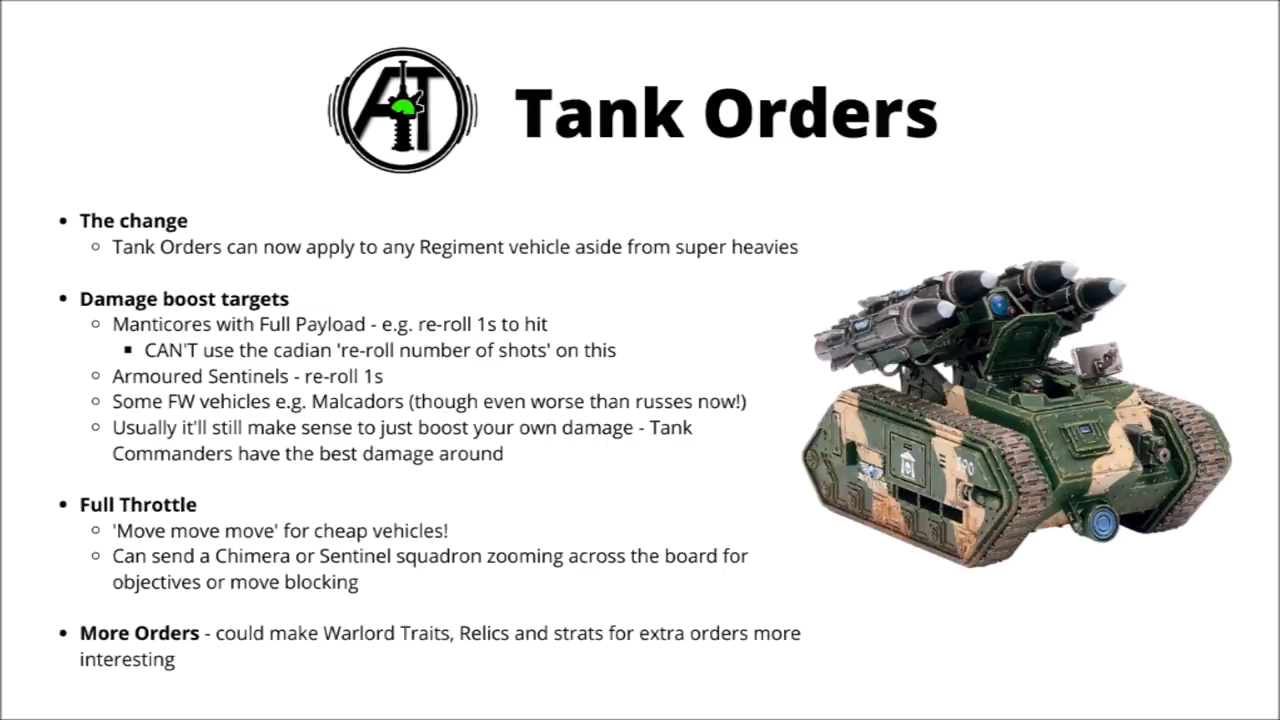 AT
Tank Orders
• The change
○ Tank Orders can now apply to any Regiment vehicle aside from super heavies
• Damage boost targets
○ Manticores with Full Payload - e.g. re-roll 1s to hit
▪ CAN'T use the cadian 're-roll number of shots' on this
○ Armoured Sentinels - re-roll 1s
○ Some FW vehicles e.g. Malcadors (though even worse than russes now!)
○ Usually it'll still make sense to just boost your own damage - Tank
Commanders have the best damage around
• Full Throttle
○ 'Move move move' for cheap vehicles!
○ Can send a Chimera or Sentinel squadron zooming across the board for
objectives or move blocking
• More Orders - could make Warlord Traits, Relics and strats for extra orders more
interesting